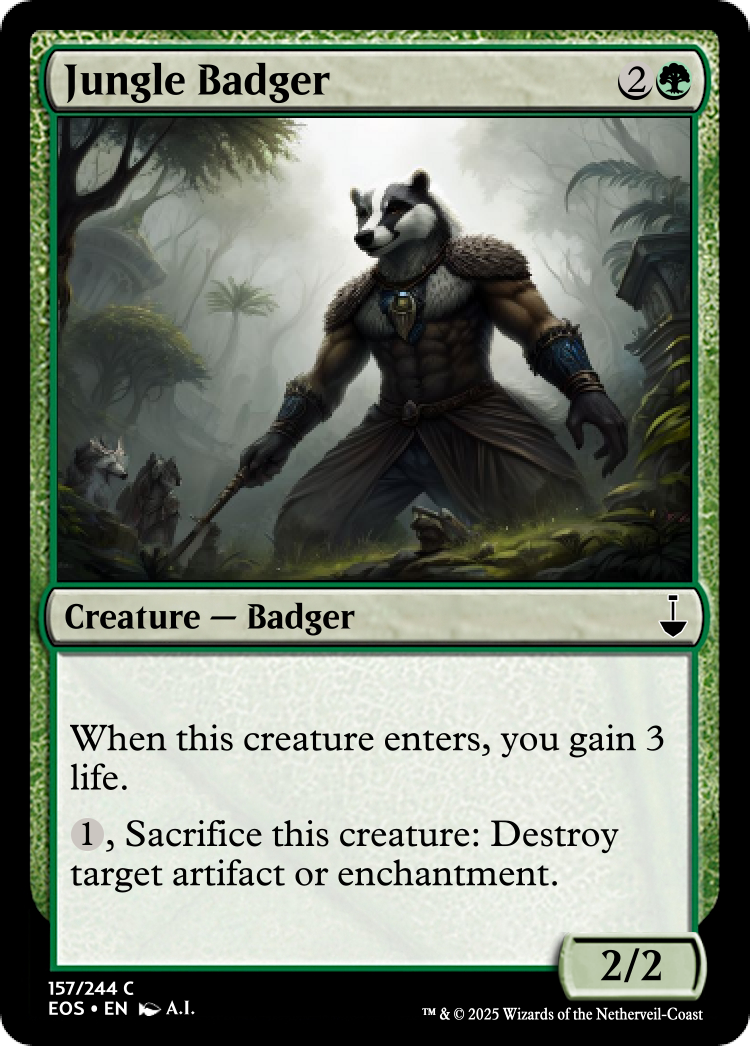 Jungle Badger 2
Creature — Badger
When this creature enters, you gain 3
life.
1, Sacrifice this creature: Destroy
target artifact or enchantment.
2/2
157/244 C
EOS • EN A.I.
™ & © 2025 Wizards of the Netherveil-Coast